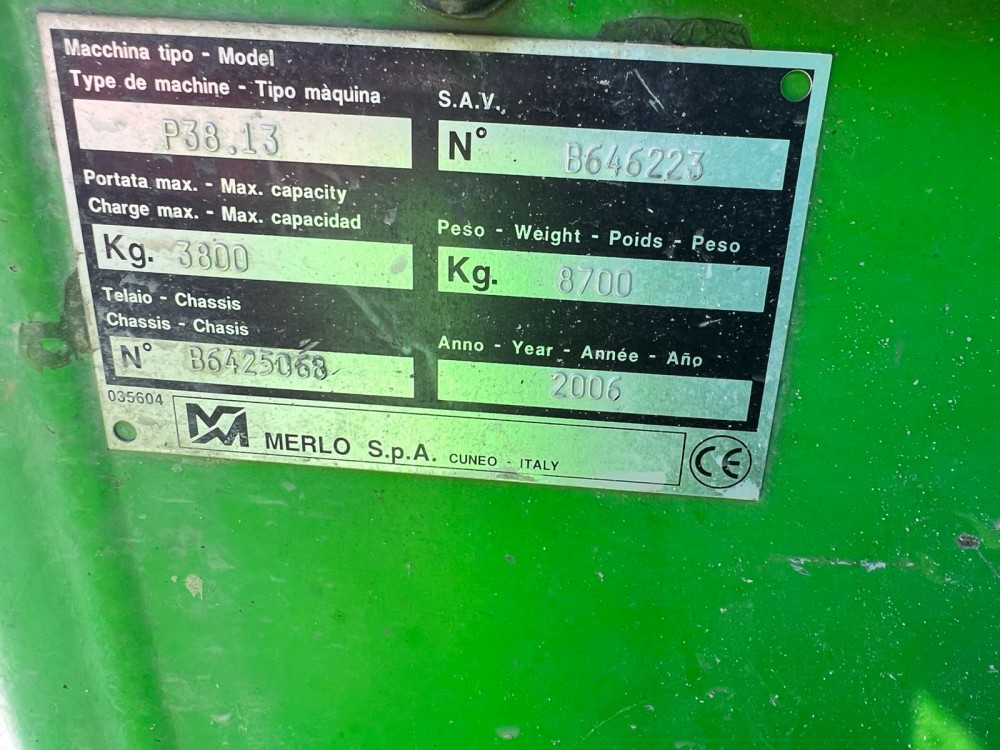 Macchina tipo - Model
Type de machine - Tipo màquina
P38.13
S.A.V.
N° B646223
Portata max. - Max. capacity
Charge max. - Max. capacidad
Kg. 3800
Peso - Weight - Poids - Peso
Kg. 8700
Telaio - Chassis
Chassis - Chasis
N° B6425068
Anno - Year - Année - Año
2006
035604
MERLO S.p.A. CUNEO - ITALY
CE